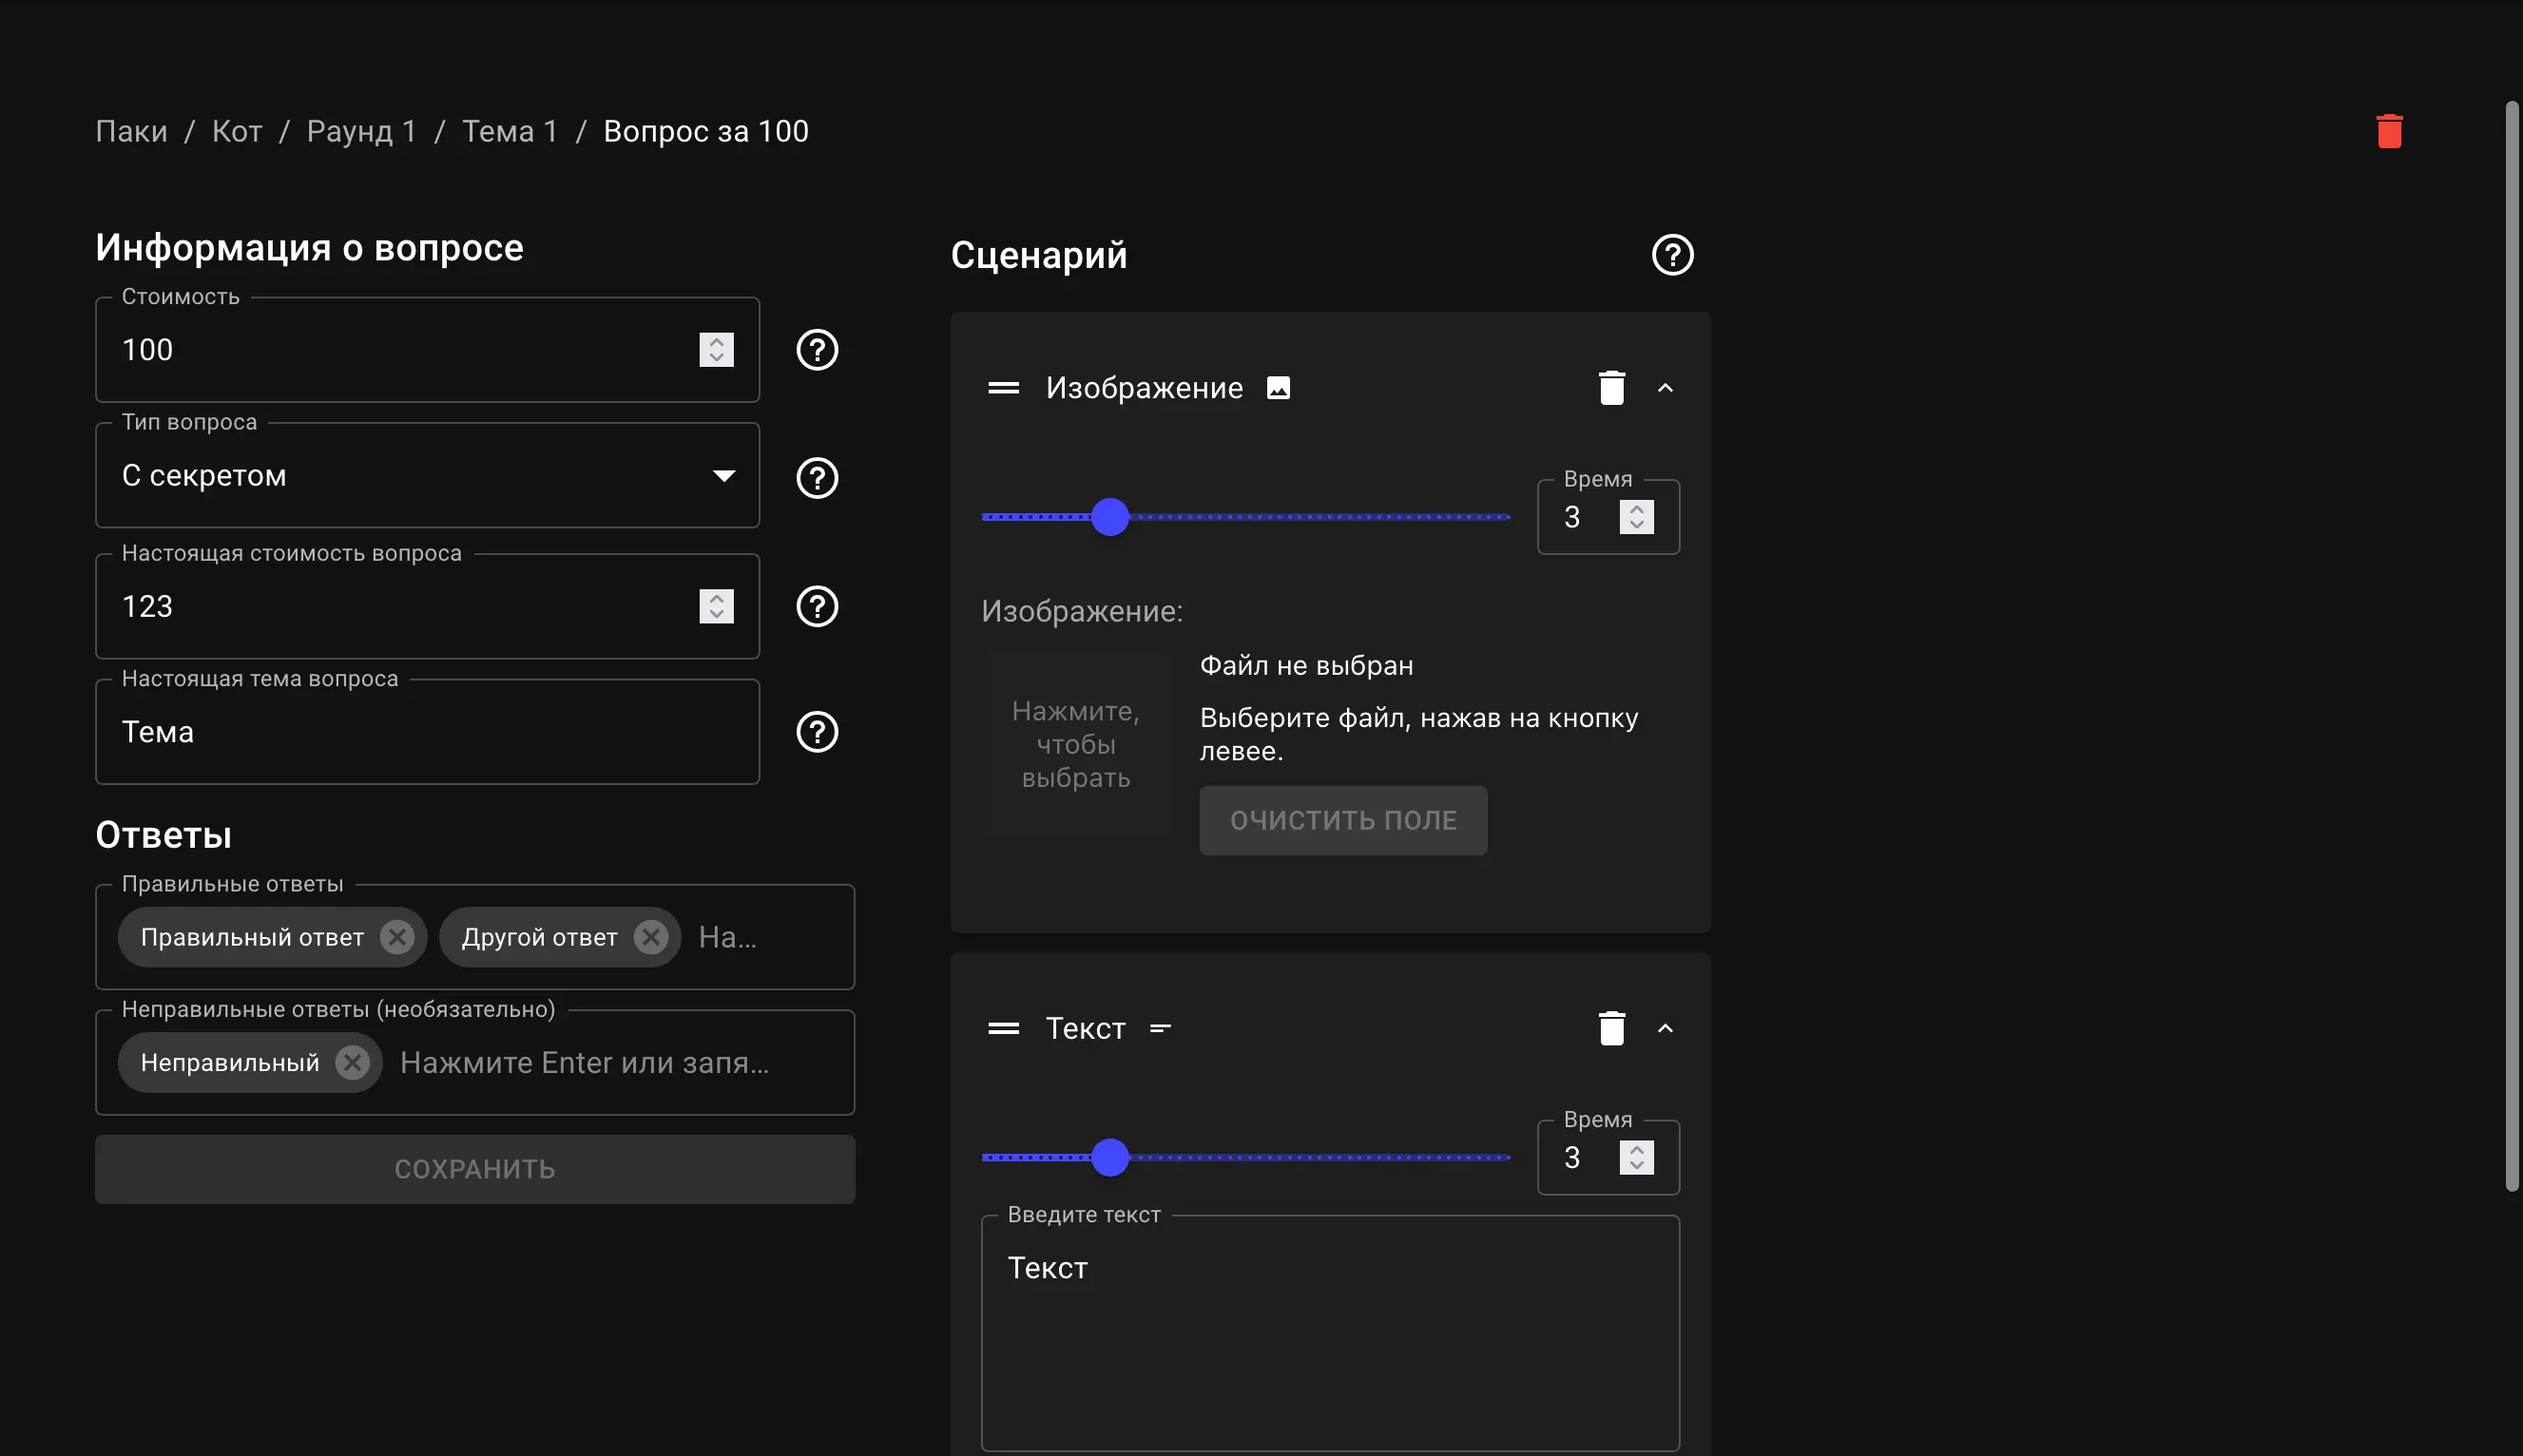 Паки / Кот / Раунд 1 / Тема 1 / Вопрос за 100
Информация о вопросе
Стоимость
100
Тип вопроса
С секретом
Настоящая стоимость вопроса
123
Настоящая тема вопроса
Тема
Ответы
Правильные ответы
Правильный ответ Другой ответ На...
Неправильные ответы (необязательно)
Неправильный Нажмите Enter или запя...
СОХРАНИТЬ
Сценарий
Изображение
Время
3
Изображение:
Нажмите,
чтобы
выбрать
Файл не выбран
Выберите файл, нажав на кнопку
левее.
ОЧИСТИТЬ ПОЛЕ
Текст
Время
3
Введите текст
Текст